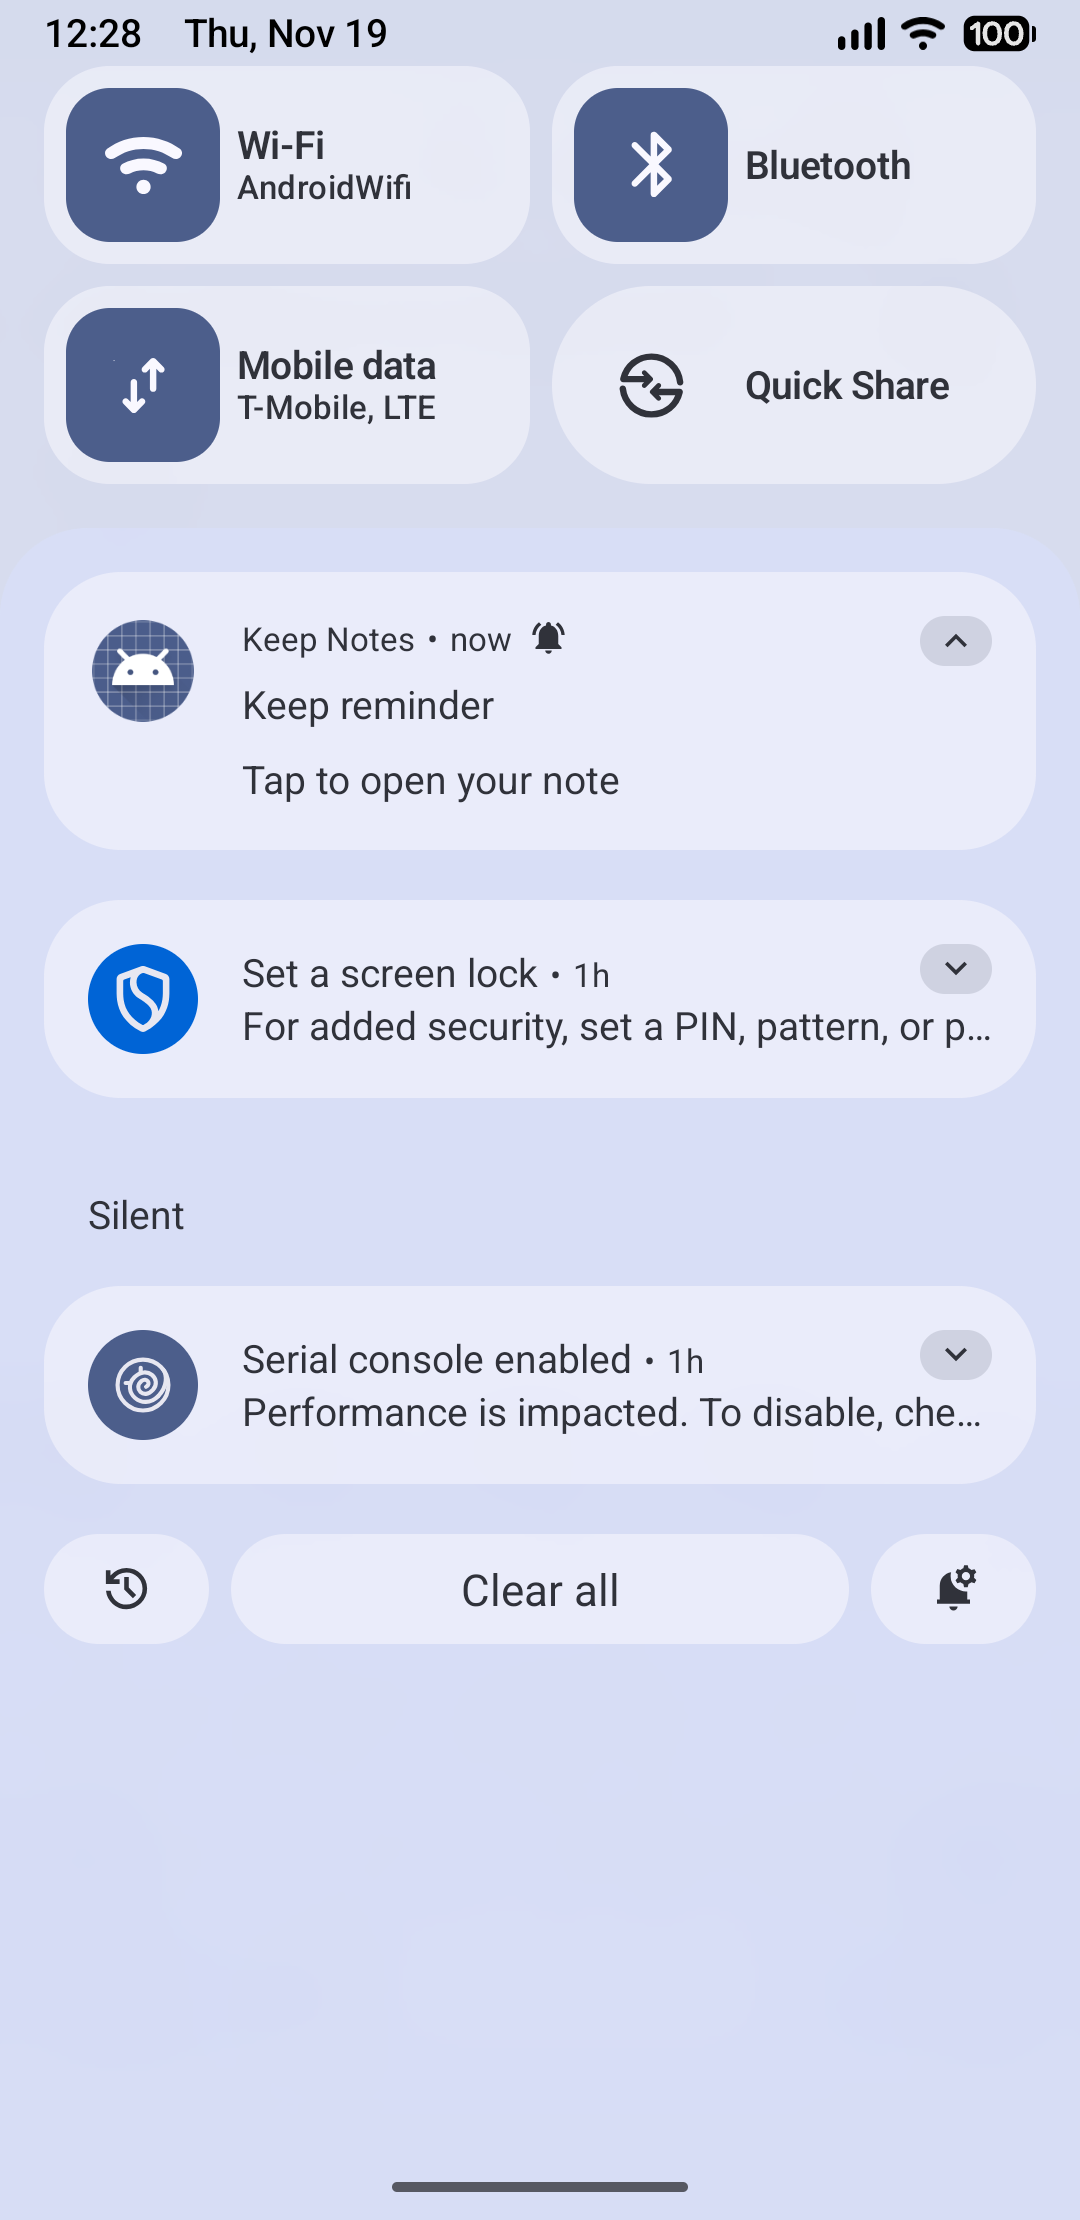 12:28 Thu, Nov 19 100
Wi-Fi
AndroidWifi
Bluetooth
Mobile data
T-Mobile, LTE
Quick Share
Keep Notes • now
Keep reminder
Tap to open your note
Set a screen lock • 1h
For added security, set a PIN, pattern, or p…
Silent
Serial console enabled • 1h
Performance is impacted. To disable, che…
Clear all